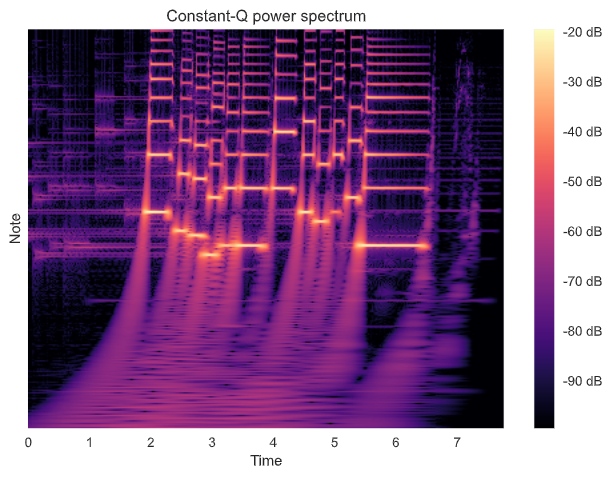 Constant-Q power spectrum
-20 dB
-30 dB
-40 dB
-50 dB
-60 dB
-70 dB
-80 dB
-90 dB
Note
0 1 2 3 4 5 6 7
Time